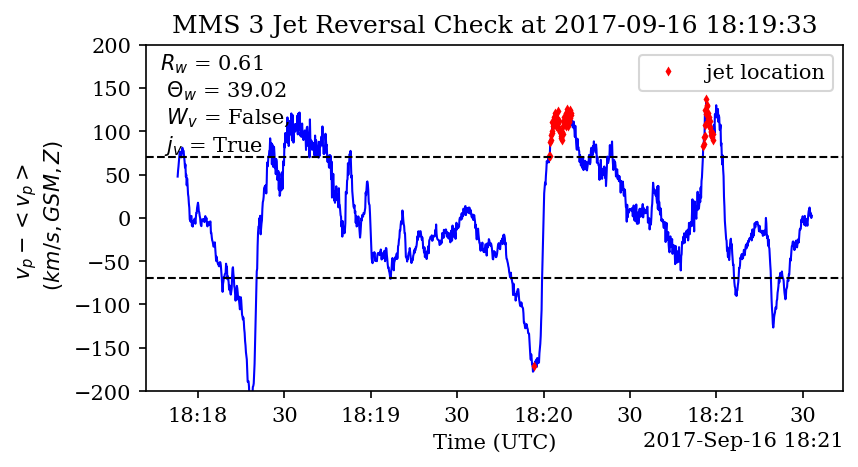 MMS 3 Jet Reversal Check at 2017-09-16 18:19:33
R_w = 0.61
Θ_w = 39.02
W_v = False
j_v = True
jet location
200
150
100
50
0
−50
−100
−150
−200
v_p − < v_p >
(km/s, GSM, Z)
18:18 30 18:19 30 18:20 30 18:21 30
Time (UTC)
2017-Sep-16 18:21